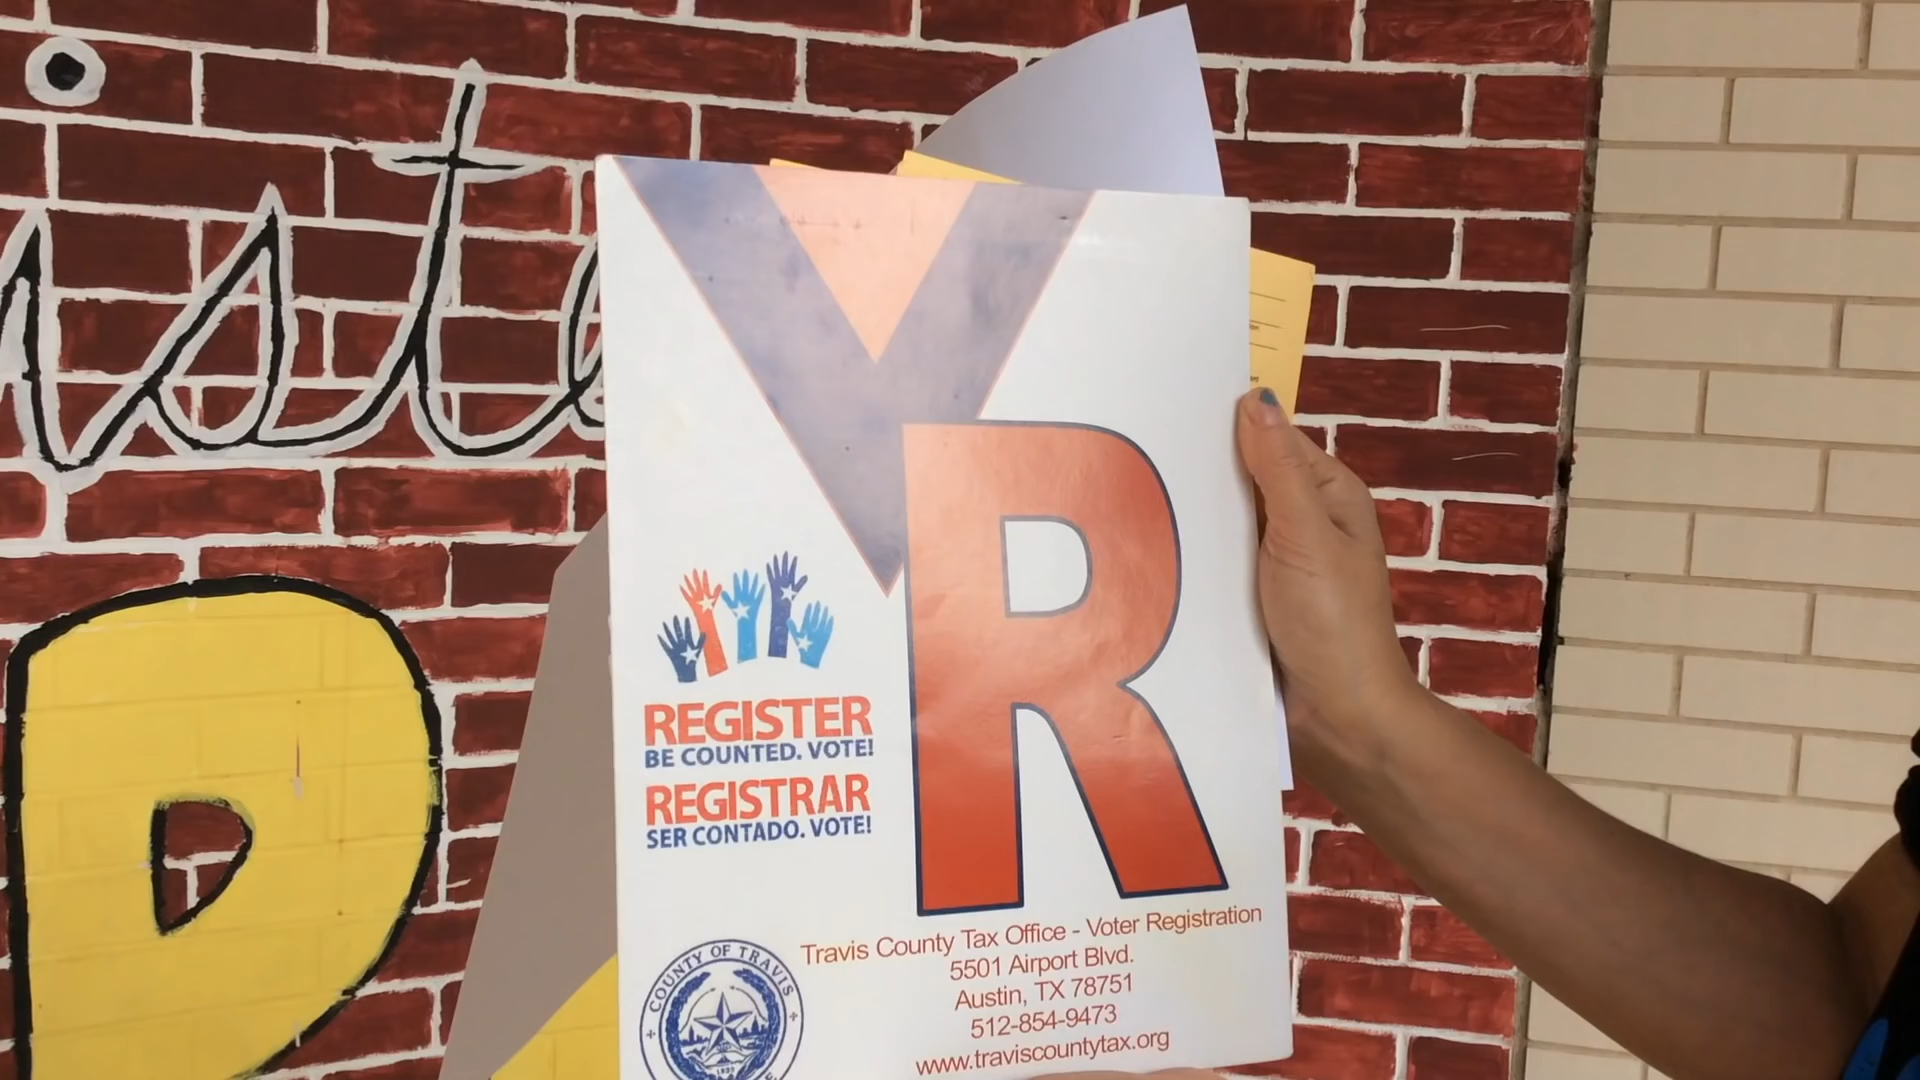 VR
REGISTER
BE COUNTED. VOTE!
REGISTRAR
SER CONTADO. VOTE!
Travis County Tax Office - Voter Registration
5501 Airport Blvd.
Austin, TX 78751
512-854-9473
www.traviscountytax.org
COUNTY OF TRAVIS